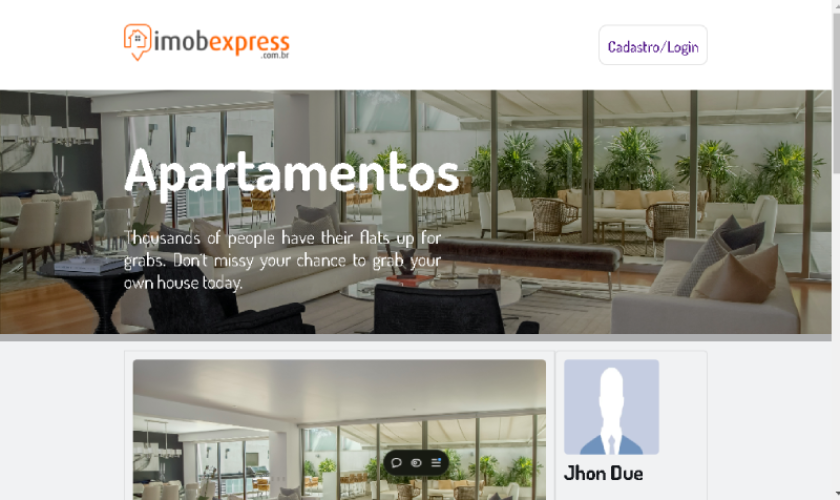 imobexpress
.com.br
Cadastro/Login
Apartamentos
Thousands of people have their flats up for
grabs. Don't missy your chance to grab your
own house today.
Jhon Due